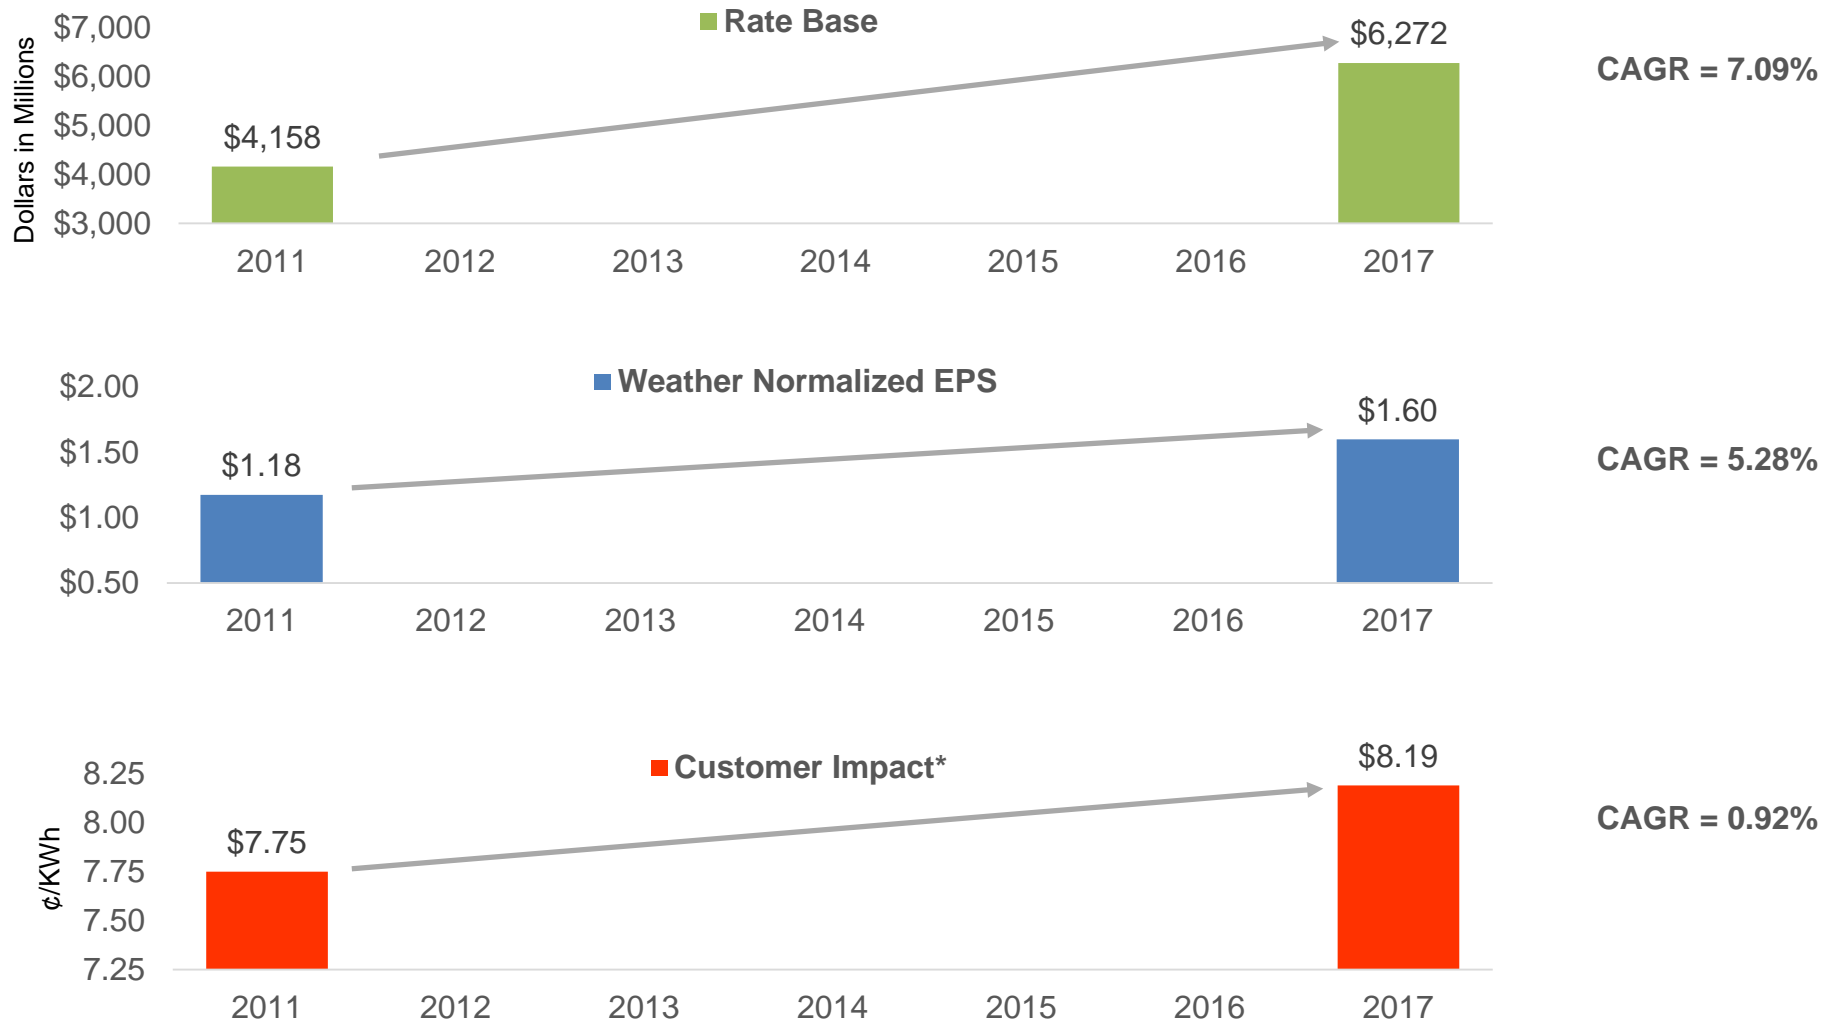 Rate Base
$7,000
$6,000
$5,000
$4,000
$3,000
Dollars in Millions
$4,158
$6,272
2011 2012 2013 2014 2015 2016 2017
CAGR = 7.09%
Weather Normalized EPS
$2.00
$1.50
$1.00
$0.50
$1.18
$1.60
2011 2012 2013 2014 2015 2016 2017
CAGR = 5.28%
Customer Impact*
8.25
8.00
7.75
7.50
7.25
¢/KWh
$7.75
$8.19
2011 2012 2013 2014 2015 2016 2017
CAGR = 0.92%